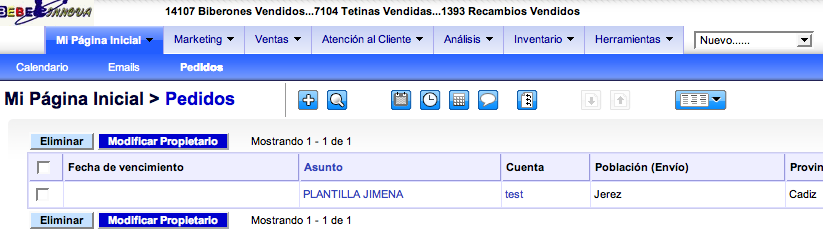 BEBE INNOVA
14107 Biberones Vendidos...7104 Tetinas Vendidas...1393 Recambios Vendidos
Mi Página Inicial Marketing Ventas Atención al Cliente Análisis Inventario Herramientas Nuevo......
Calendario Emails Pedidos
Mi Página Inicial > Pedidos
Eliminar Modificar Propietario Mostrando 1 - 1 de 1
Fecha de vencimiento Asunto Cuenta Población (Envío) Provin
PLANTILLA JIMENA test Jerez Cadiz
Eliminar Modificar Propietario Mostrando 1 - 1 de 1